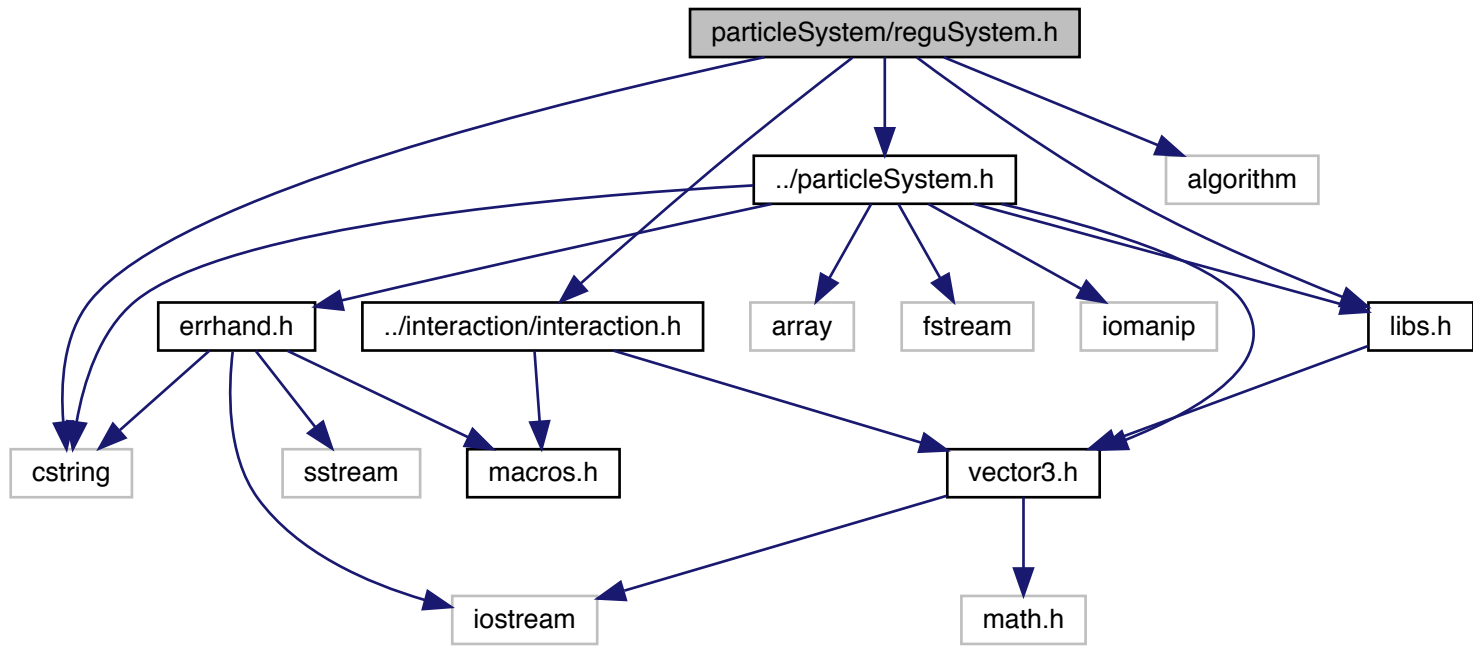 particleSystem/reguSystem.h
../particleSystem.h
algorithm
errhand.h
../interaction/interaction.h
array
fstream
iomanip
libs.h
cstring
sstream
macros.h
vector3.h
iostream
math.h